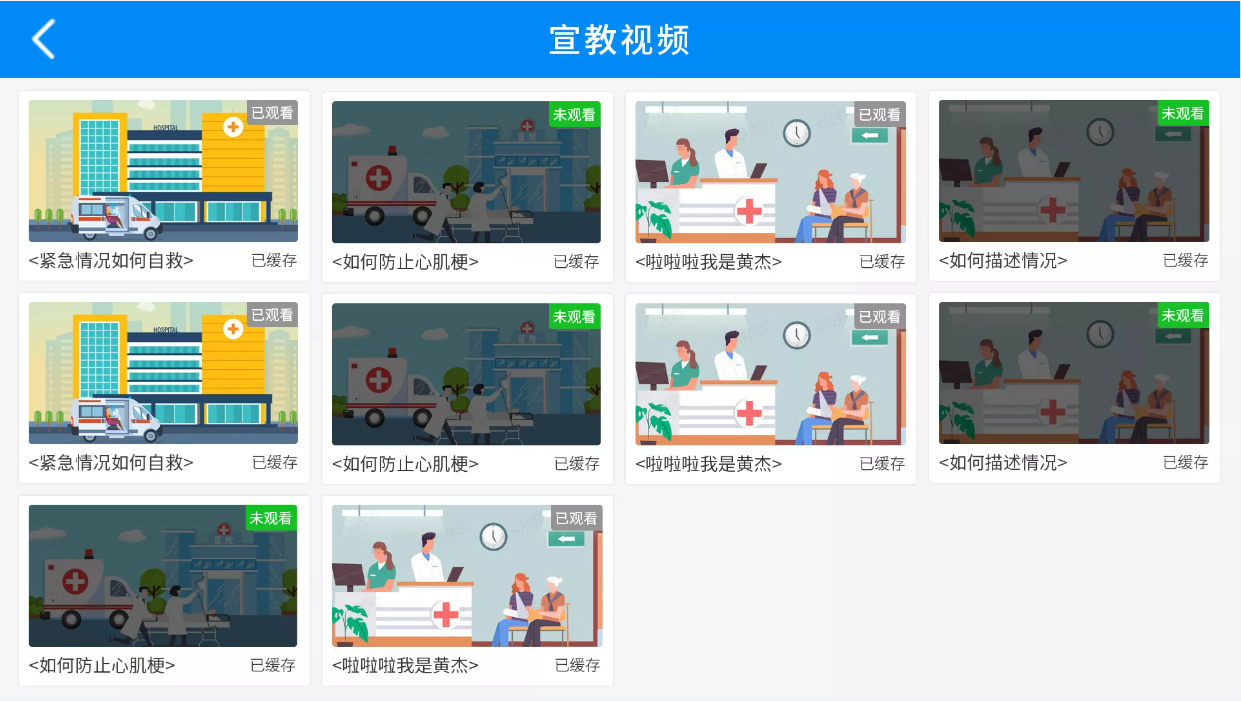 宣教视频
已观看
HOSPITAL
<紧急情况如何自救> 已缓存
未观看
<如何防止心肌梗> 已缓存
已观看
<啦啦啦我是黄杰> 已缓存
未观看
<如何描述情况> 已缓存
已观看
HOSPITAL
<紧急情况如何自救> 已缓存
未观看
<如何防止心肌梗> 已缓存
已观看
<啦啦啦我是黄杰> 已缓存
未观看
<如何描述情况> 已缓存
未观看
<如何防止心肌梗> 已缓存
已观看
<啦啦啦我是黄杰> 已缓存